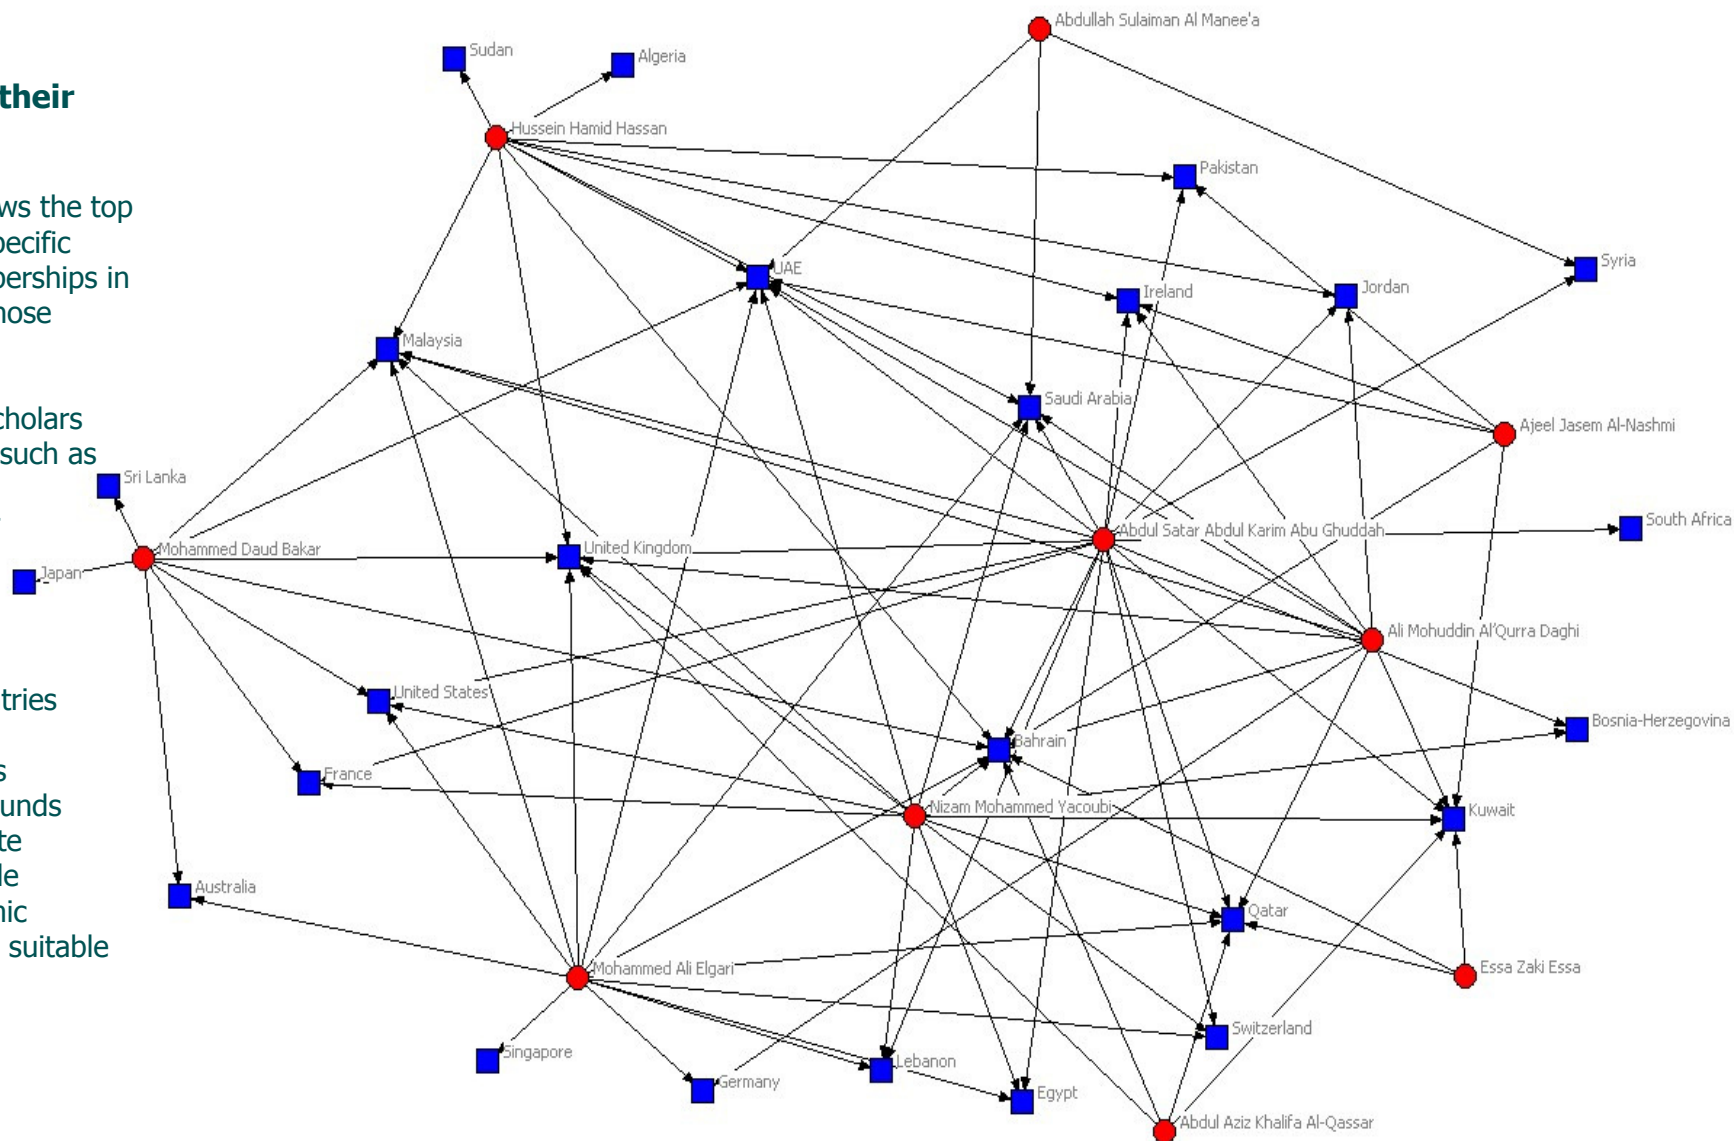 their
ws the top
pecific
berships in
hose
cholars
such as
tries
s
unds
te
le
nic
suitable
Abdullah Sulaiman Al Manee'a
Sudan
Algeria
Hussein Hamid Hassan
Pakistan
Syria
UAE
Ireland
Jordan
Malaysia
Saudi Arabia
Ajeel Jasem Al-Nashmi
Sri Lanka
South Africa
Abdul Satar Abdul Karim Abu Ghuddah
Mohammed Daud Bakar
United Kingdom
Japan
Ali Mohuddin Al'Qurra Daghi
United States
Bosnia-Herzegovina
Bahrain
France
Nizam Mohammed Yacoubi
Kuwait
Australia
Qatar
Mohammed Ali Elgari
Essa Zaki Essa
Switzerland
Singapore
Lebanon
Germany
Egypt
Abdul Aziz Khalifa Al-Qassar